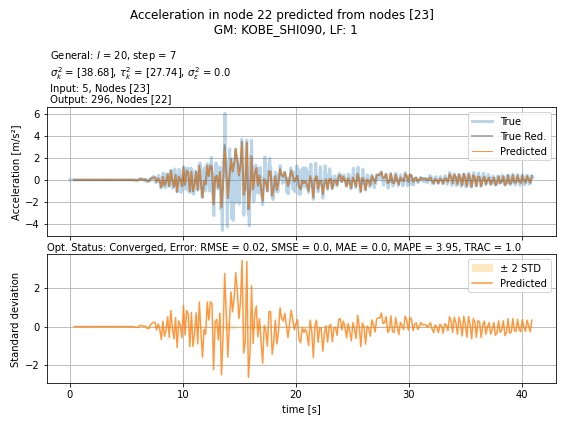 Acceleration in node 22 predicted from nodes [23]
GM: KOBE_SHI090, LF: 1
General: l = 20, step = 7
σ²ₖ = [38.68], τ²ₖ = [27.74], σ²ε = 0.0
Input: 5, Nodes [23]
Output: 296, Nodes [22]
Acceleration [m/s²]
6
4
2
0
−2
−4
True
True Red.
Predicted
Opt. Status: Converged, Error: RMSE = 0.02, SMSE = 0.0, MAE = 0.0, MAPE = 3.95, TRAC = 1.0
Standard deviation
2
0
−2
± 2 STD
Predicted
0 10 20 30 40
time [s]